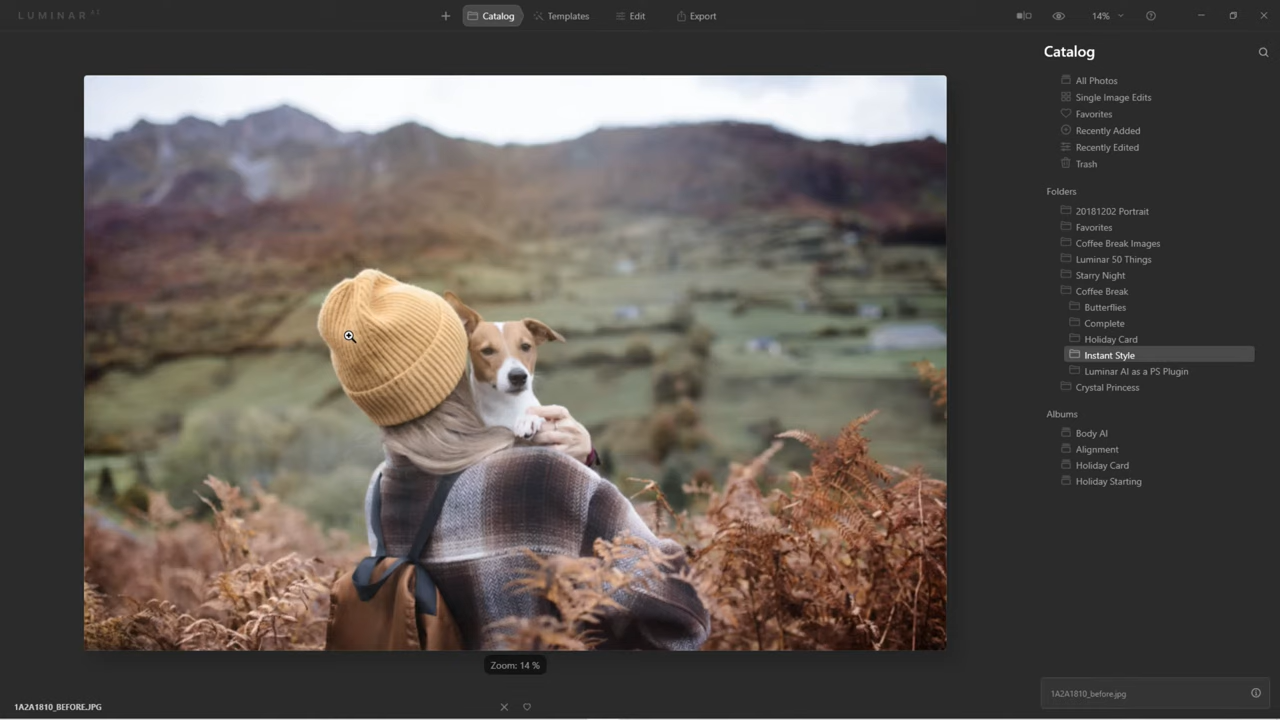 LUMINAR AI
Catalog
Templates
Edit
Export
14%
Catalog
All Photos
Single Image Edits
Favorites
Recently Added
Recently Edited
Trash
Folders
20181202 Portrait
Favorites
Coffee Break Images
Luminar 50 Things
Starry Night
Coffee Break
Butterflies
Complete
Holiday Card
Instant Style
Luminar AI as a PS Plugin
Crystal Princess
Albums
Body AI
Alignment
Holiday Card
Holiday Starting
Zoom: 14 %
1A2A1810_before.jpg
1A2A1810_BEFORE.JPG